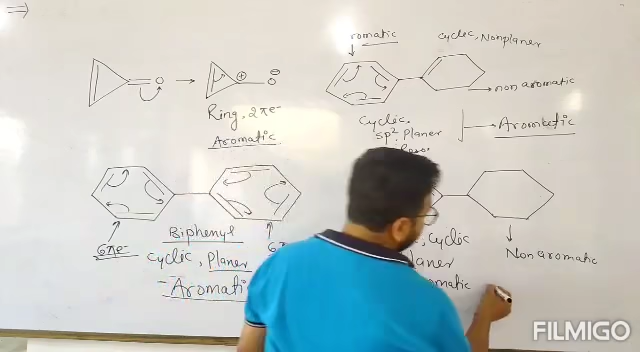 ⇒
romatic
cyclic, Nonplaner
O
⊕ O ⊖
non aromatic
Ring, 2πe-
Aromatic
cyclic.
sp². planer
Aromatic
Biphenyl
6πe-
cyclic, planer
- Aromati
, cyclic
laner
omatic
Non aromatic
FILMIGO